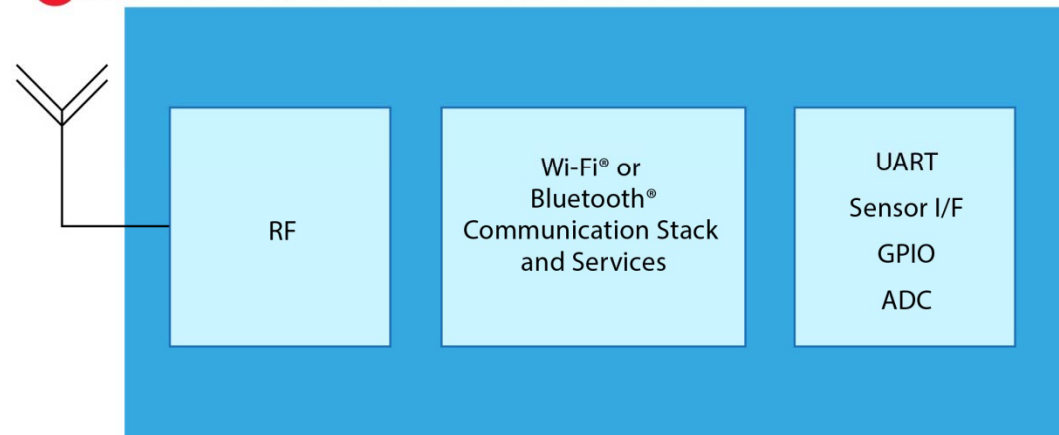 RF
Wi-Fi® or
Bluetooth®
Communication Stack
and Services
UART
Sensor I/F
GPIO
ADC